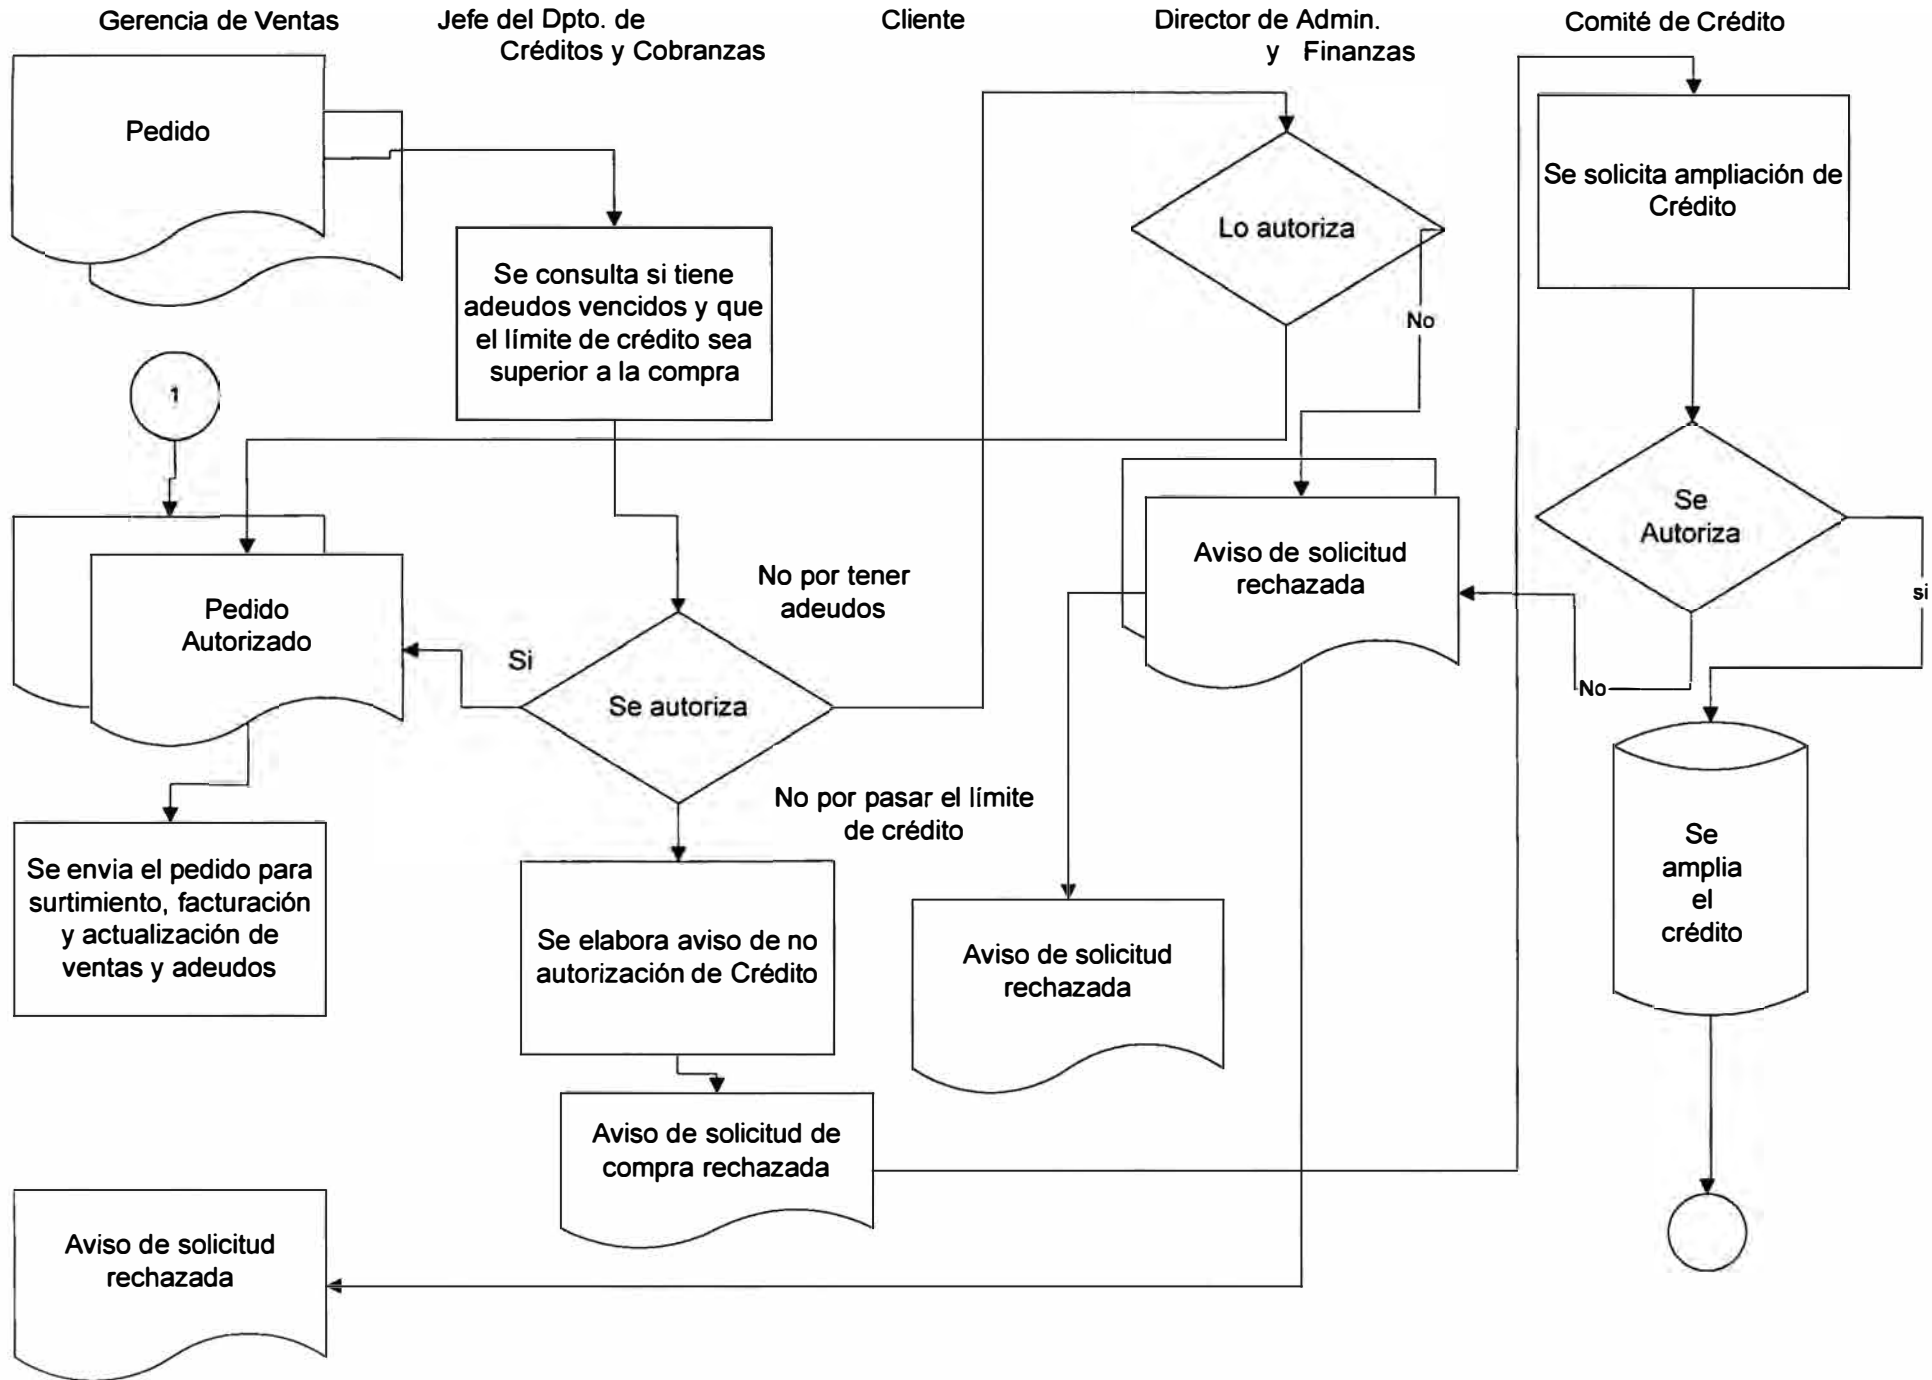 Gerencia de Ventas
Jefe del Dpto. de
Créditos y Cobranzas
Cliente
Director de Admin.
y Finanzas
Comité de Crédito
Pedido
Se consulta si tiene
adeudos vencidos y que
el límite de crédito sea
superior a la compra
Lo autoriza
No
Se solicita ampliación de
Crédito
1
Pedido
Autorizado
Si
No por tener
adeudos
Se autoriza
No por pasar el límite
de crédito
Aviso de solicitud
rechazada
Se
Autoriza
si
No
Se envia el pedido para
surtimiento, facturación
y actualización de
ventas y adeudos
Se elabora aviso de no
autorización de Crédito
Aviso de solicitud
rechazada
Se
amplia
el
crédito
Aviso de solicitud de
compra rechazada
Aviso de solicitud
rechazada